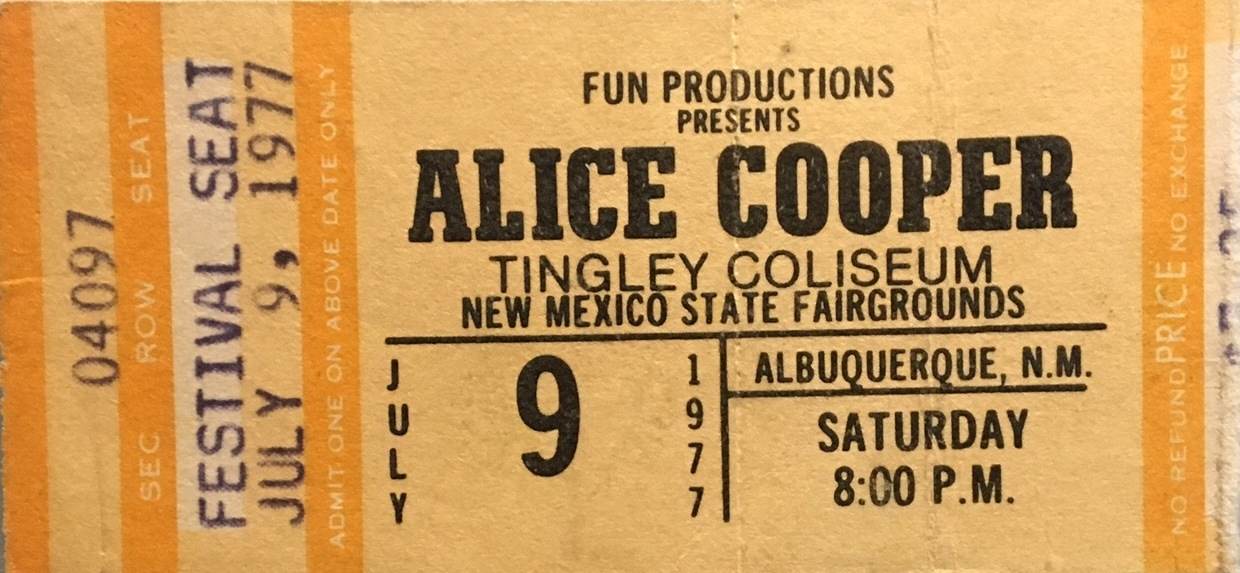 04097
SEC ROW SEAT
FESTIVAL SEAT
JULY 9, 1977
ADMIT ONE ON ABOVE DATE ONLY
FUN PRODUCTIONS
PRESENTS
ALICE COOPER
TINGLEY COLISEUM
NEW MEXICO STATE FAIRGROUNDS
JULY
9
1977
ALBUQUERQUE, N.M.
SATURDAY
8:00 P.M.
NO REFUND PRICE NO EXCHANGE